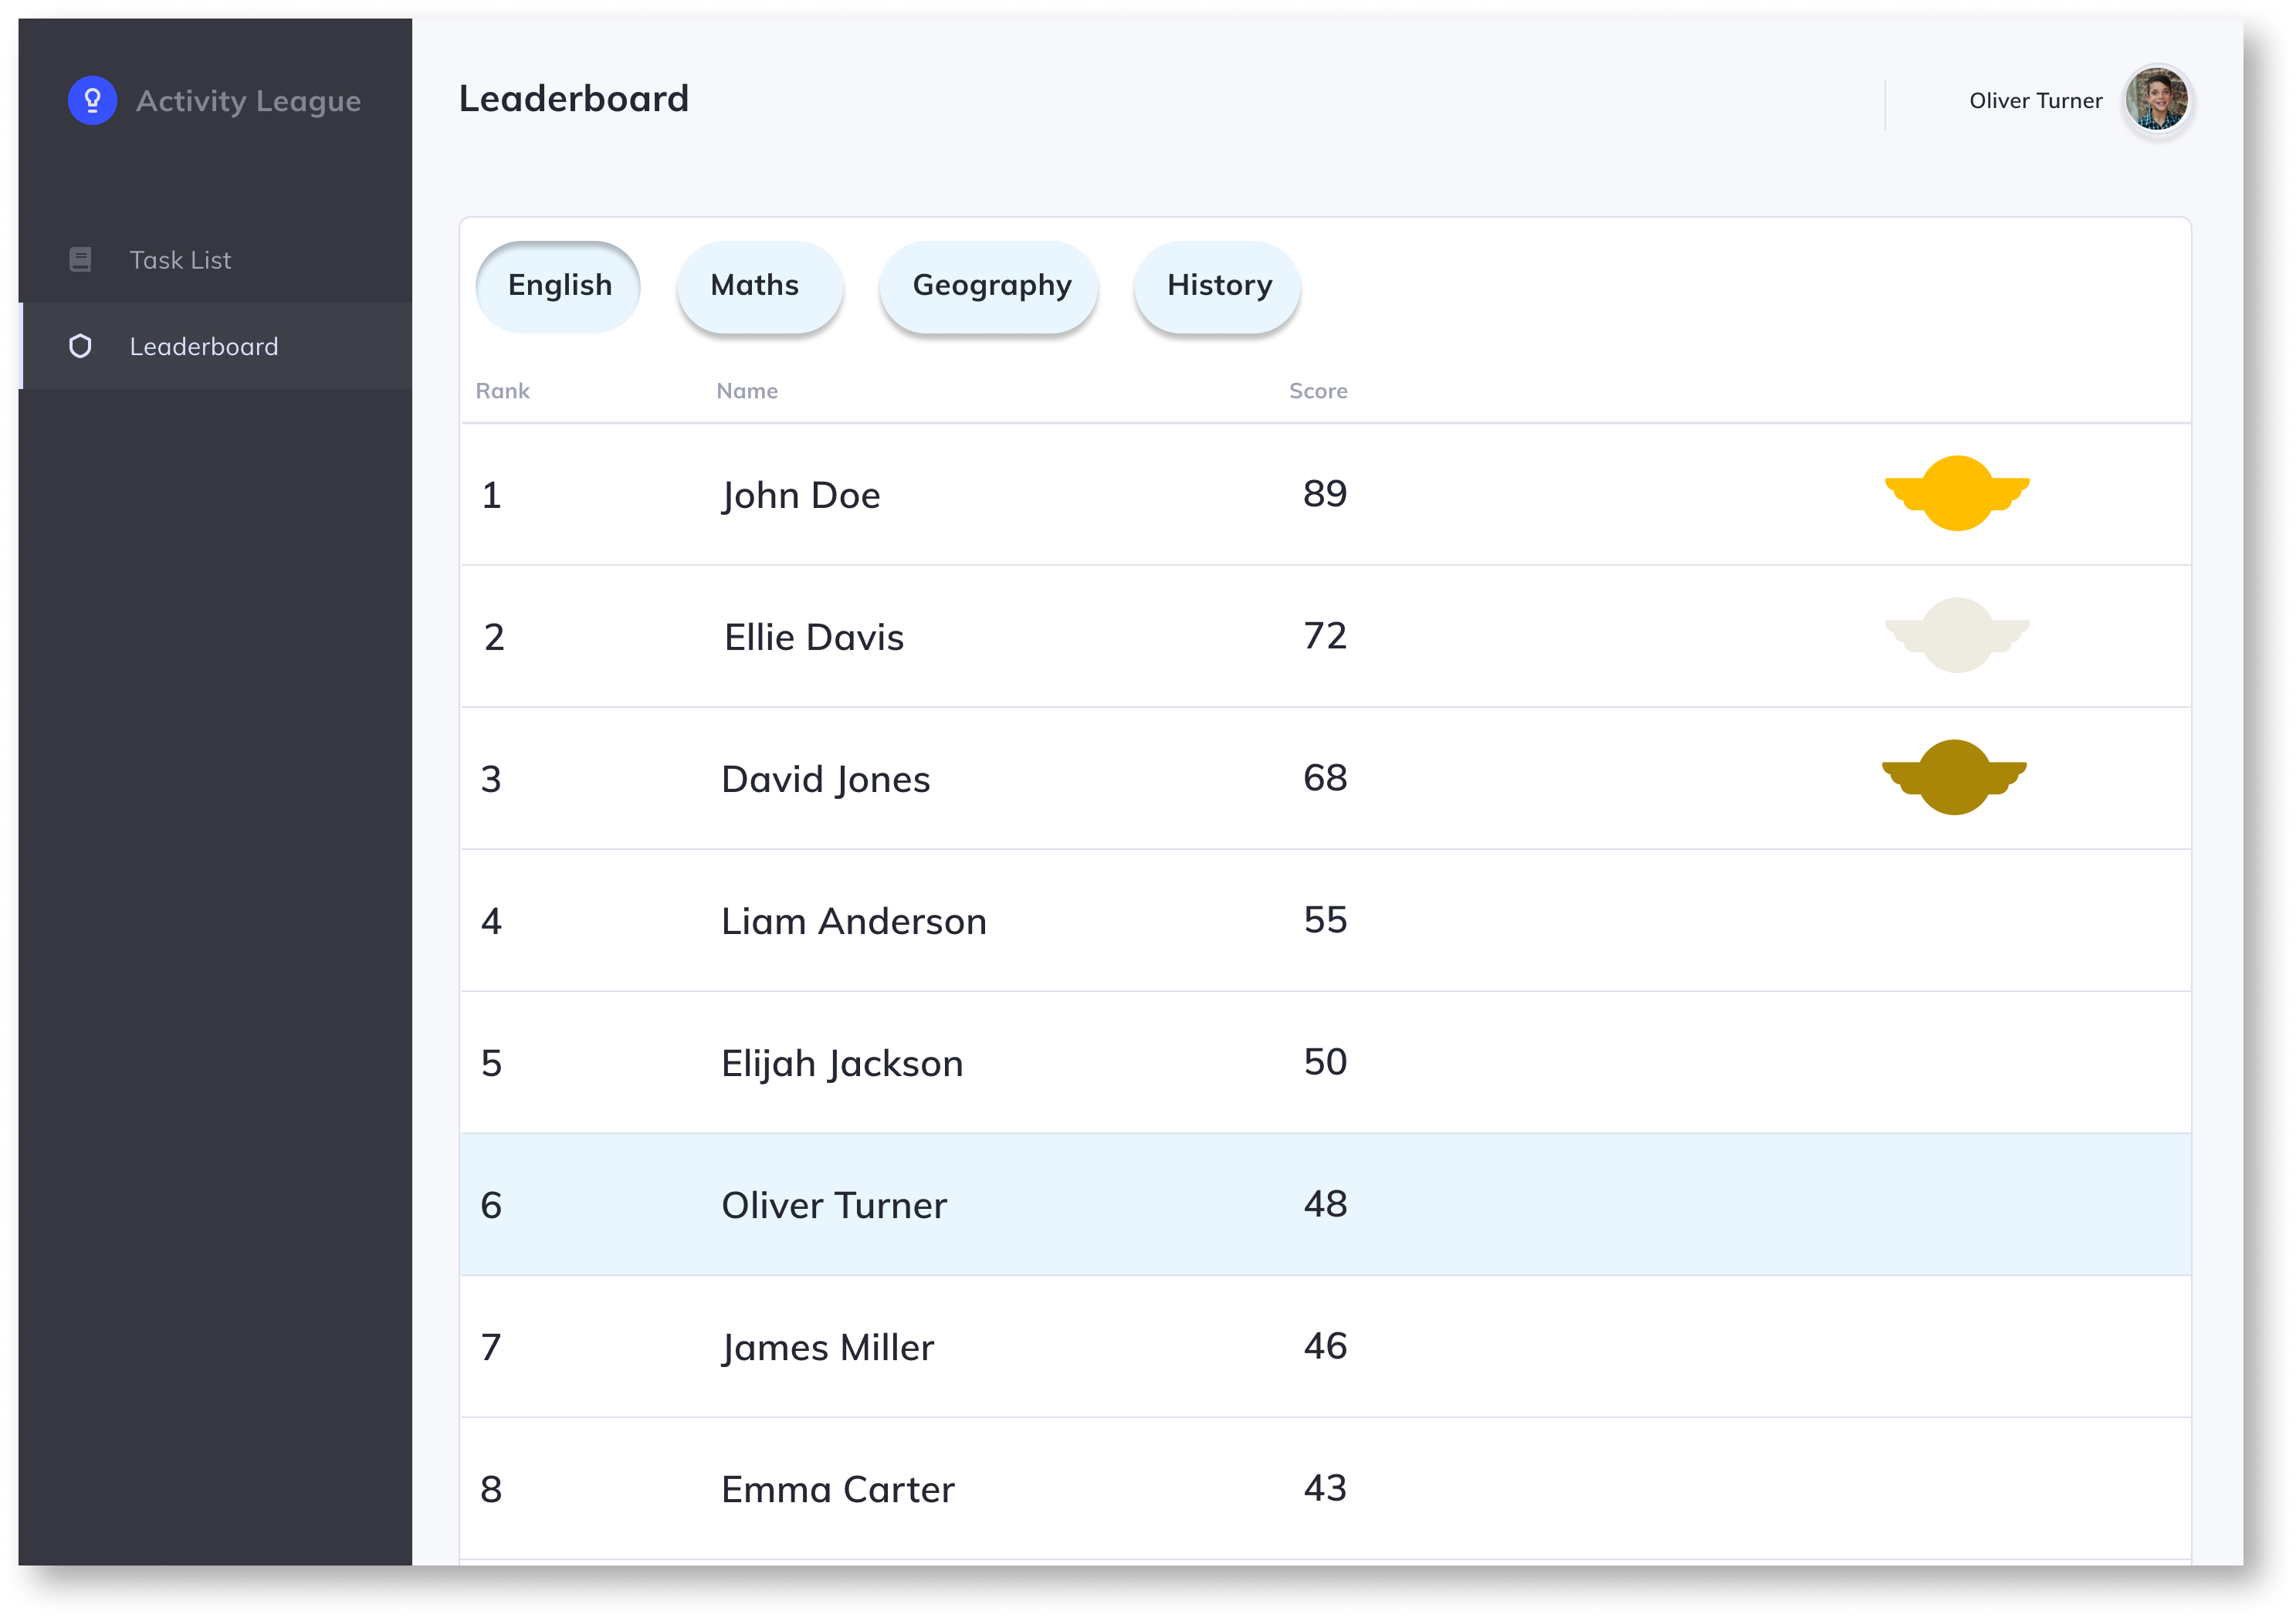 Activity League
Leaderboard
Oliver Turner
Task List
Leaderboard
English Maths Geography History
Rank Name Score
1 John Doe 89
2 Ellie Davis 72
3 David Jones 68
4 Liam Anderson 55
5 Elijah Jackson 50
6 Oliver Turner 48
7 James Miller 46
8 Emma Carter 43